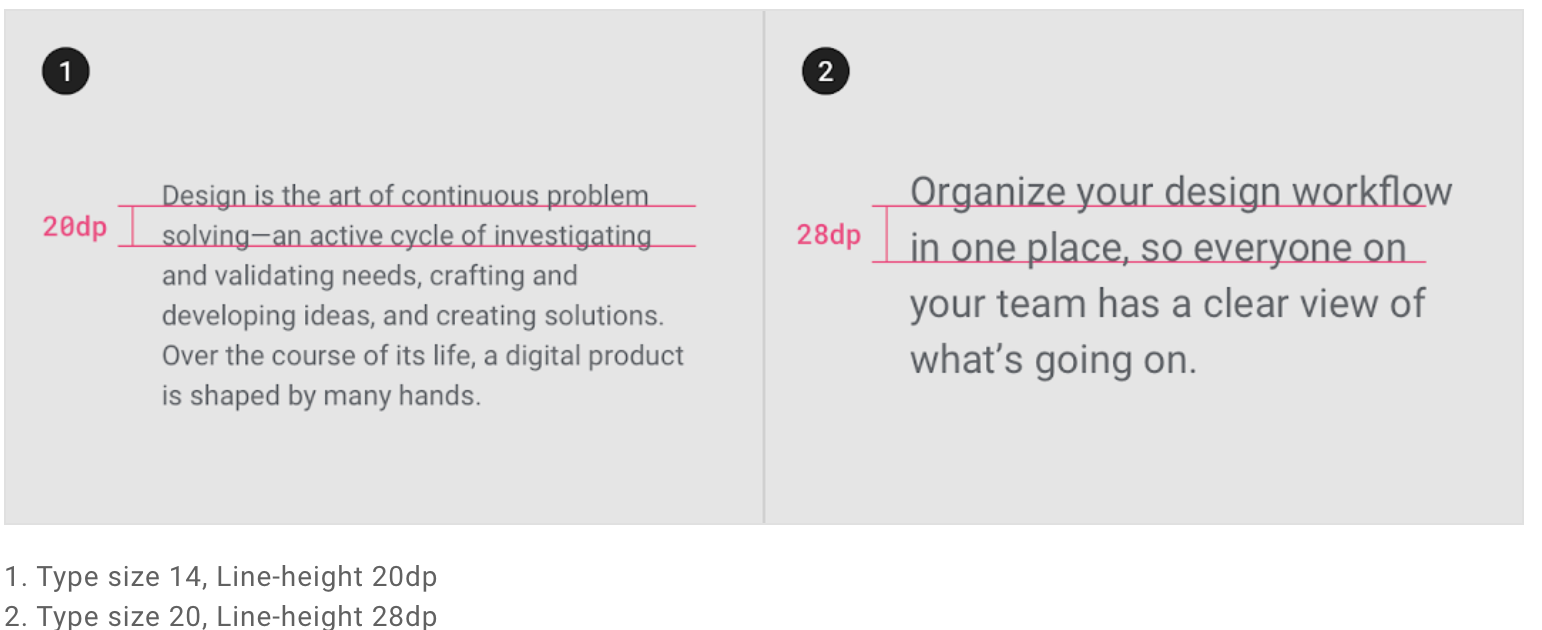 1
20dp
Design is the art of continuous problem
solving—an active cycle of investigating
and validating needs, crafting and
developing ideas, and creating solutions.
Over the course of its life, a digital product
is shaped by many hands.
2
28dp
Organize your design workflow
in one place, so everyone on
your team has a clear view of
what’s going on.
1. Type size 14, Line-height 20dp
2. Type size 20, Line-height 28dp